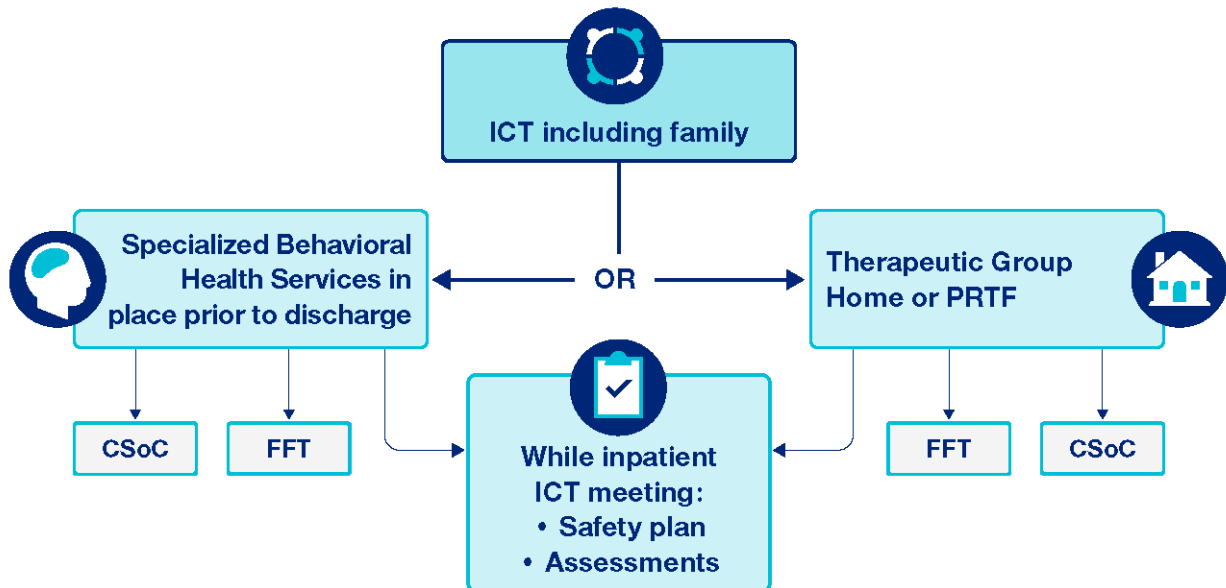 ICT including family
Specialized Behavioral
Health Services in
place prior to discharge
OR
Therapeutic Group
Home or PRTF
CSoC
FFT
While inpatient
ICT meeting:
• Safety plan
• Assessments
FFT
CSoC